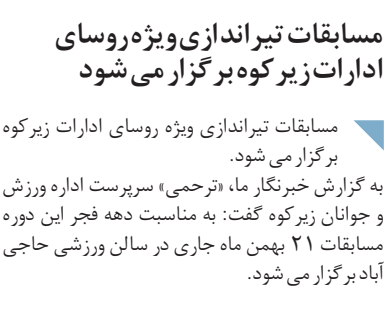 مسابقات تیراندازی ویژه روسای
ادارات زیرکوه برگزار می شود
مسابقات تیراندازی ویژه روسای ادارات زیرکوه
برگزار می شود.
به گزارش خبرنگار ما، «ترحمی» سرپرست اداره ورزش
و جوانان زیرکوه گفت: به مناسبت دهه فجر این دوره
مسابقات ۲۱ بهمن ماه جاری در سالن ورزشی حاجی
آباد برگزار می شود.